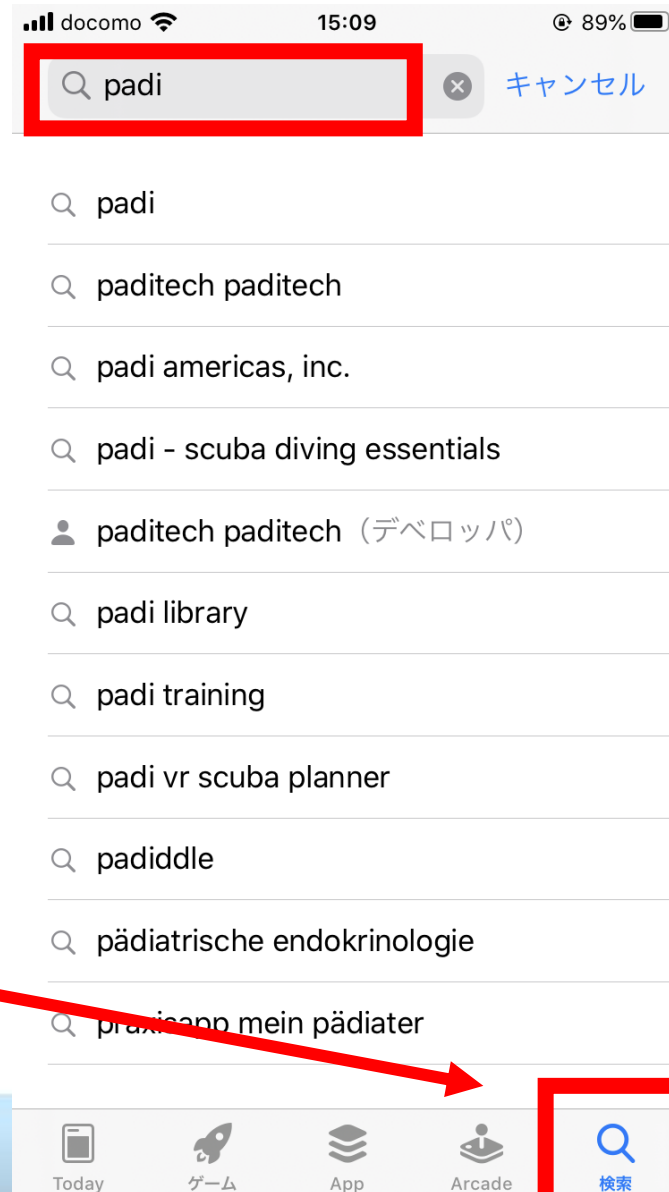 docomo 15:09 89%
padi キャンセル
padi
paditech paditech
padi americas, inc.
padi - scuba diving essentials
paditech paditech（デベロッパ）
padi library
padi training
padi vr scuba planner
padiddle
pädiatrische endokrinologie
praxisapp mein pädiater
Today ゲーム App Arcade 検索